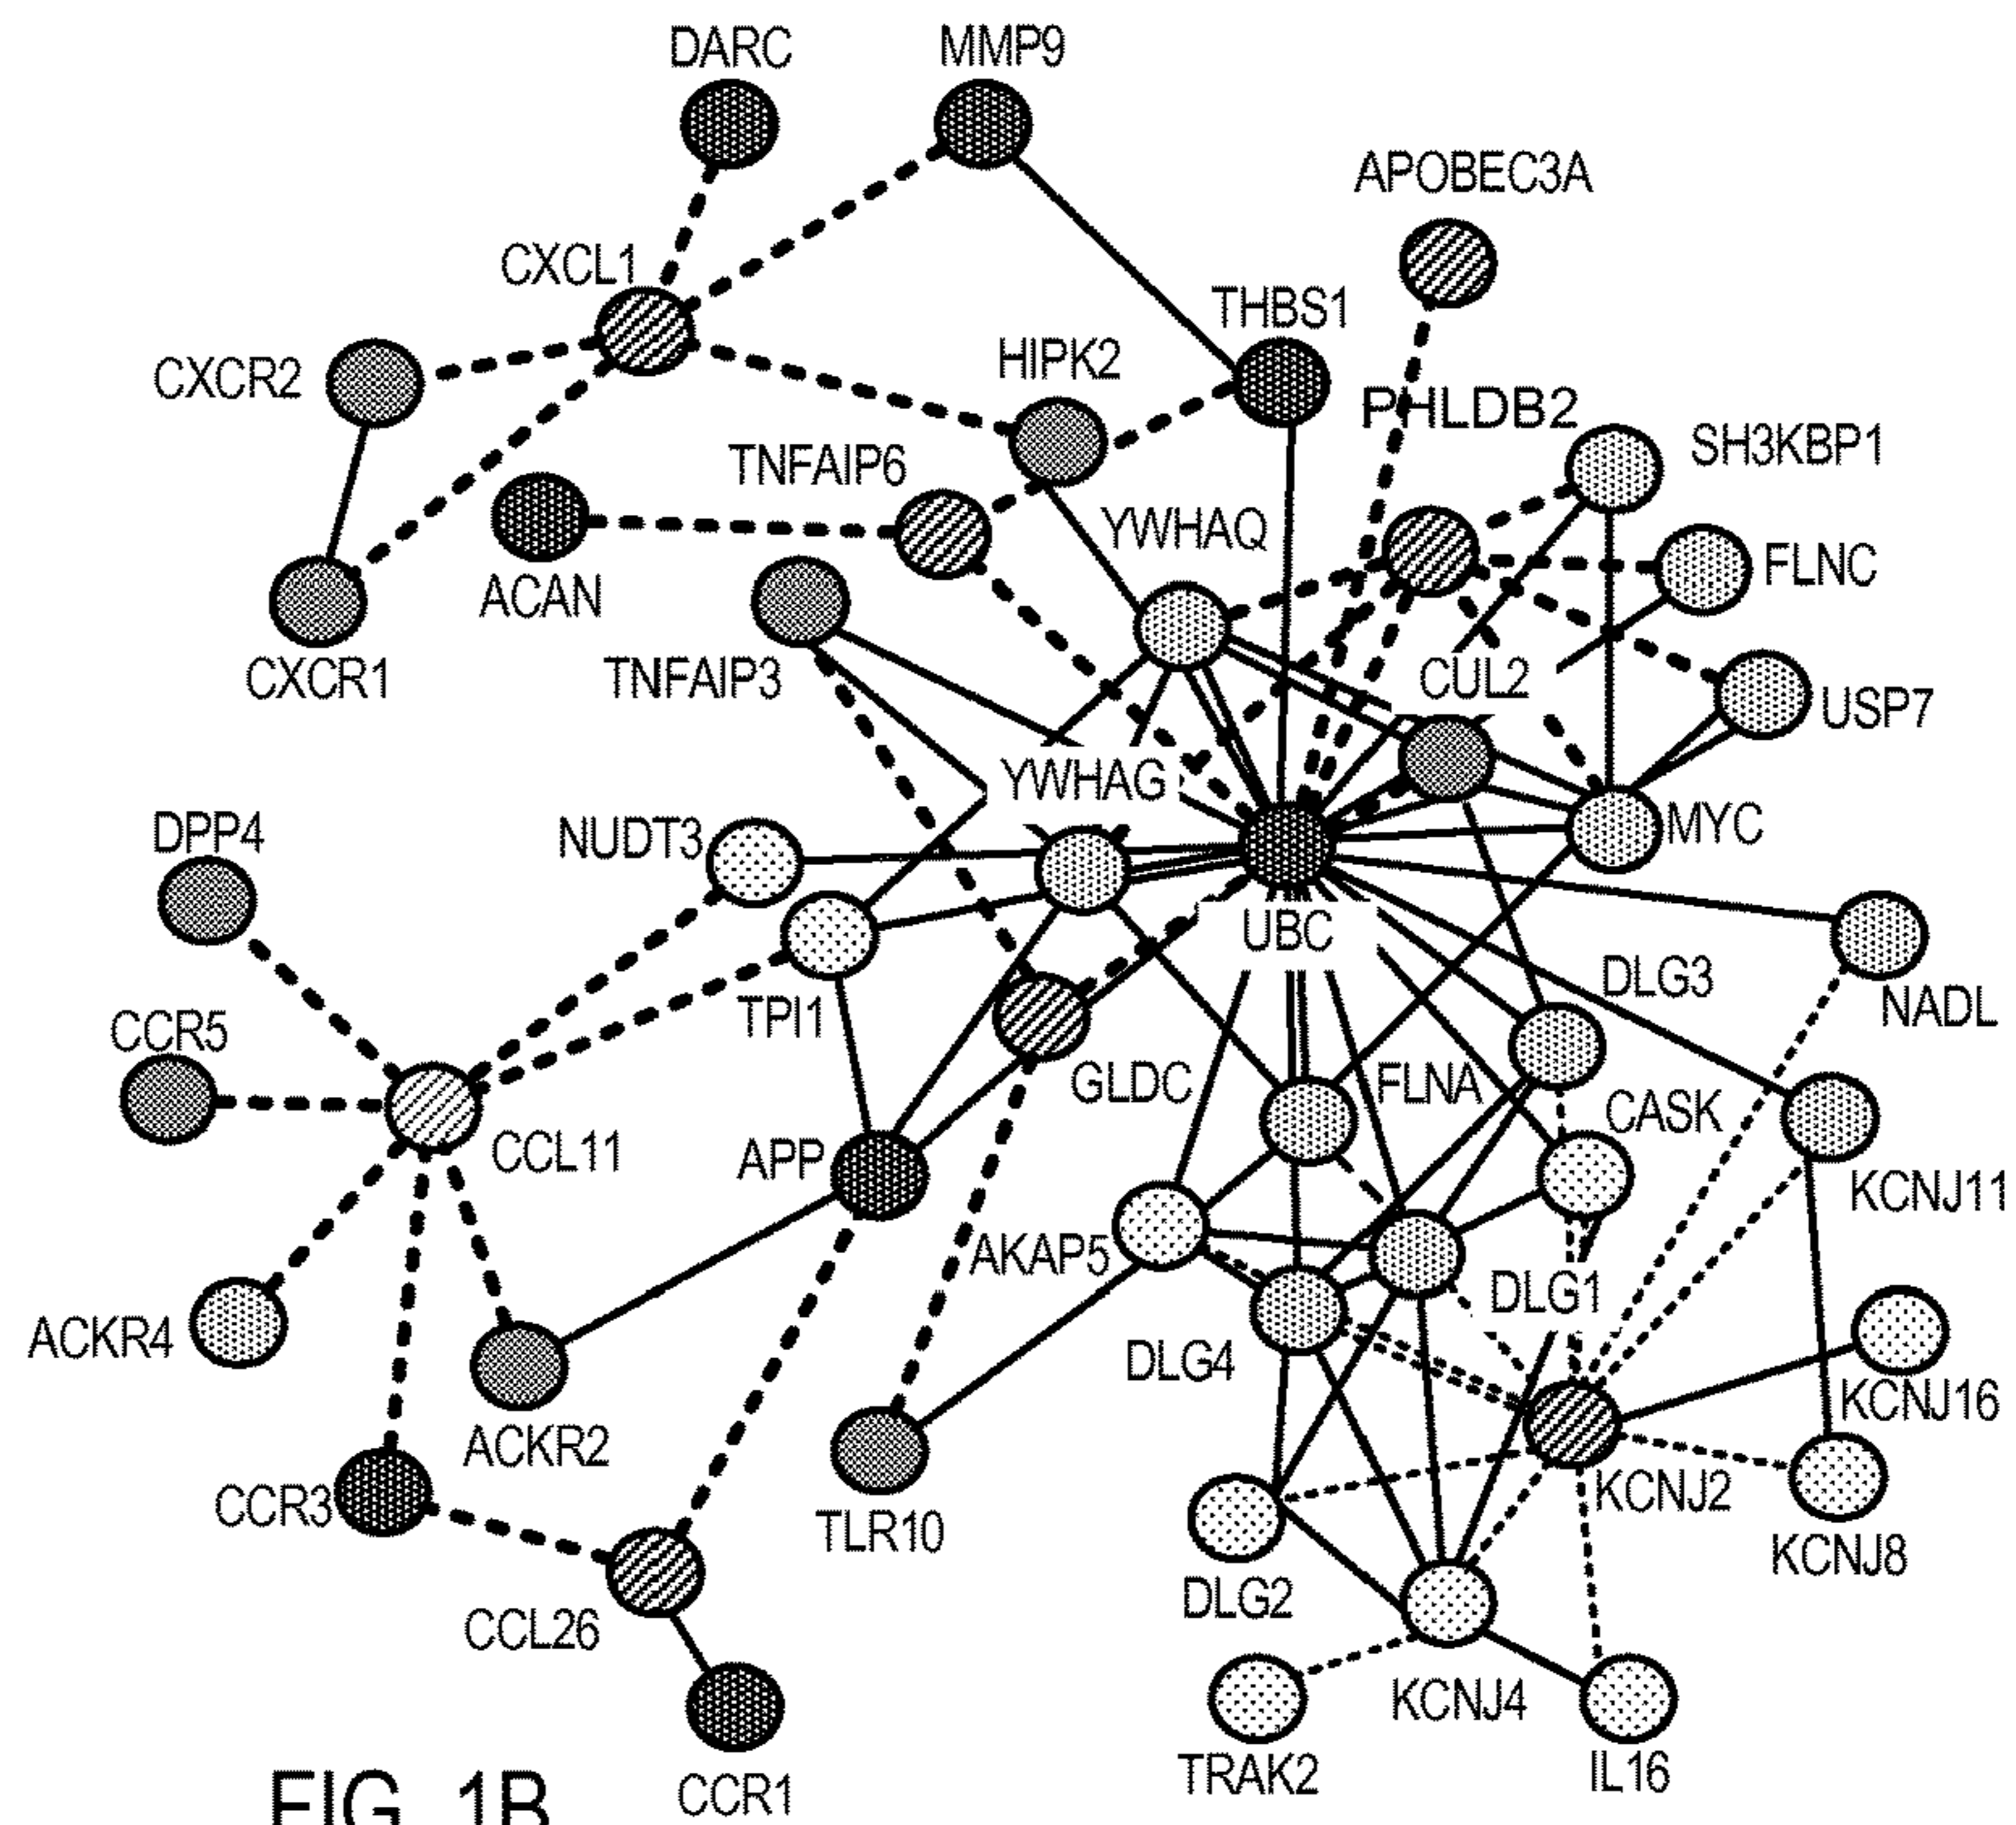 DARC
MMP9
APOBEC3A
CXCL1
THBS1
HIPK2
CXCR2
PHLDB2
SH3KBP1
TNFAIP6
YWHAQ
FLNC
ACAN
CXCR1
TNFAIP3
CUL2
USP7
YWHAG
DPP4
NUDT3
MYC
UBC
DLG3
NADL
TPI1
CCR5
GLDC
FLNA
CASK
CCL11
APP
KCNJ11
AKAP5
DLG1
ACKR4
DLG4
KCNJ16
ACKR2
KCNJ2
CCR3
TLR10
KCNJ8
DLG2
CCL26
KCNJ4
TRAK2
IL16
CCR1
FIG. 1B